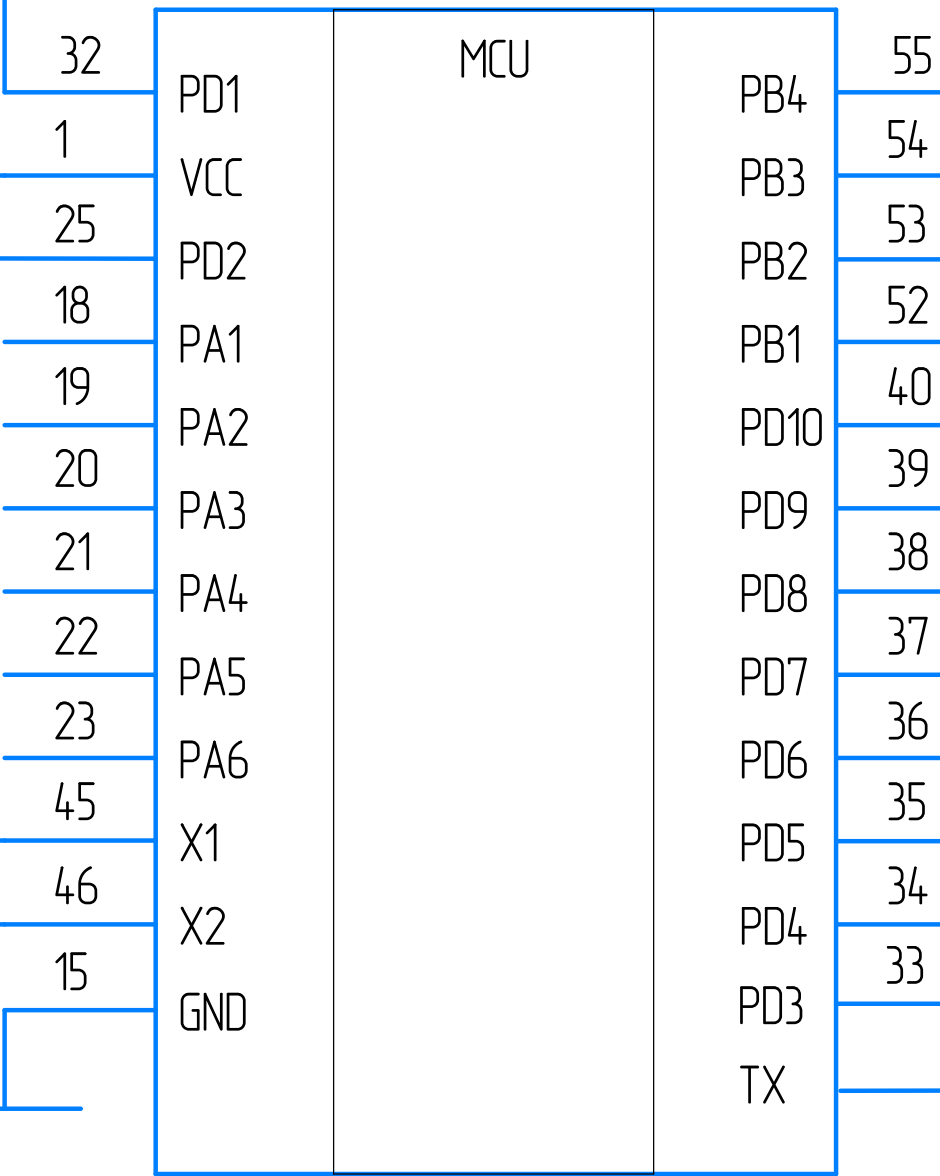 32 MCU 55
PD1 PB4
1 54
VCC PB3
25 53
PD2 PB2
18 52
PA1 PB1
19 40
PA2 PD10
20 39
PA3 PD9
21 38
PA4 PD8
22 37
PA5 PD7
23 36
PA6 PD6
45 35
X1 PD5
46 34
X2 PD4
15 33
GND PD3
TX